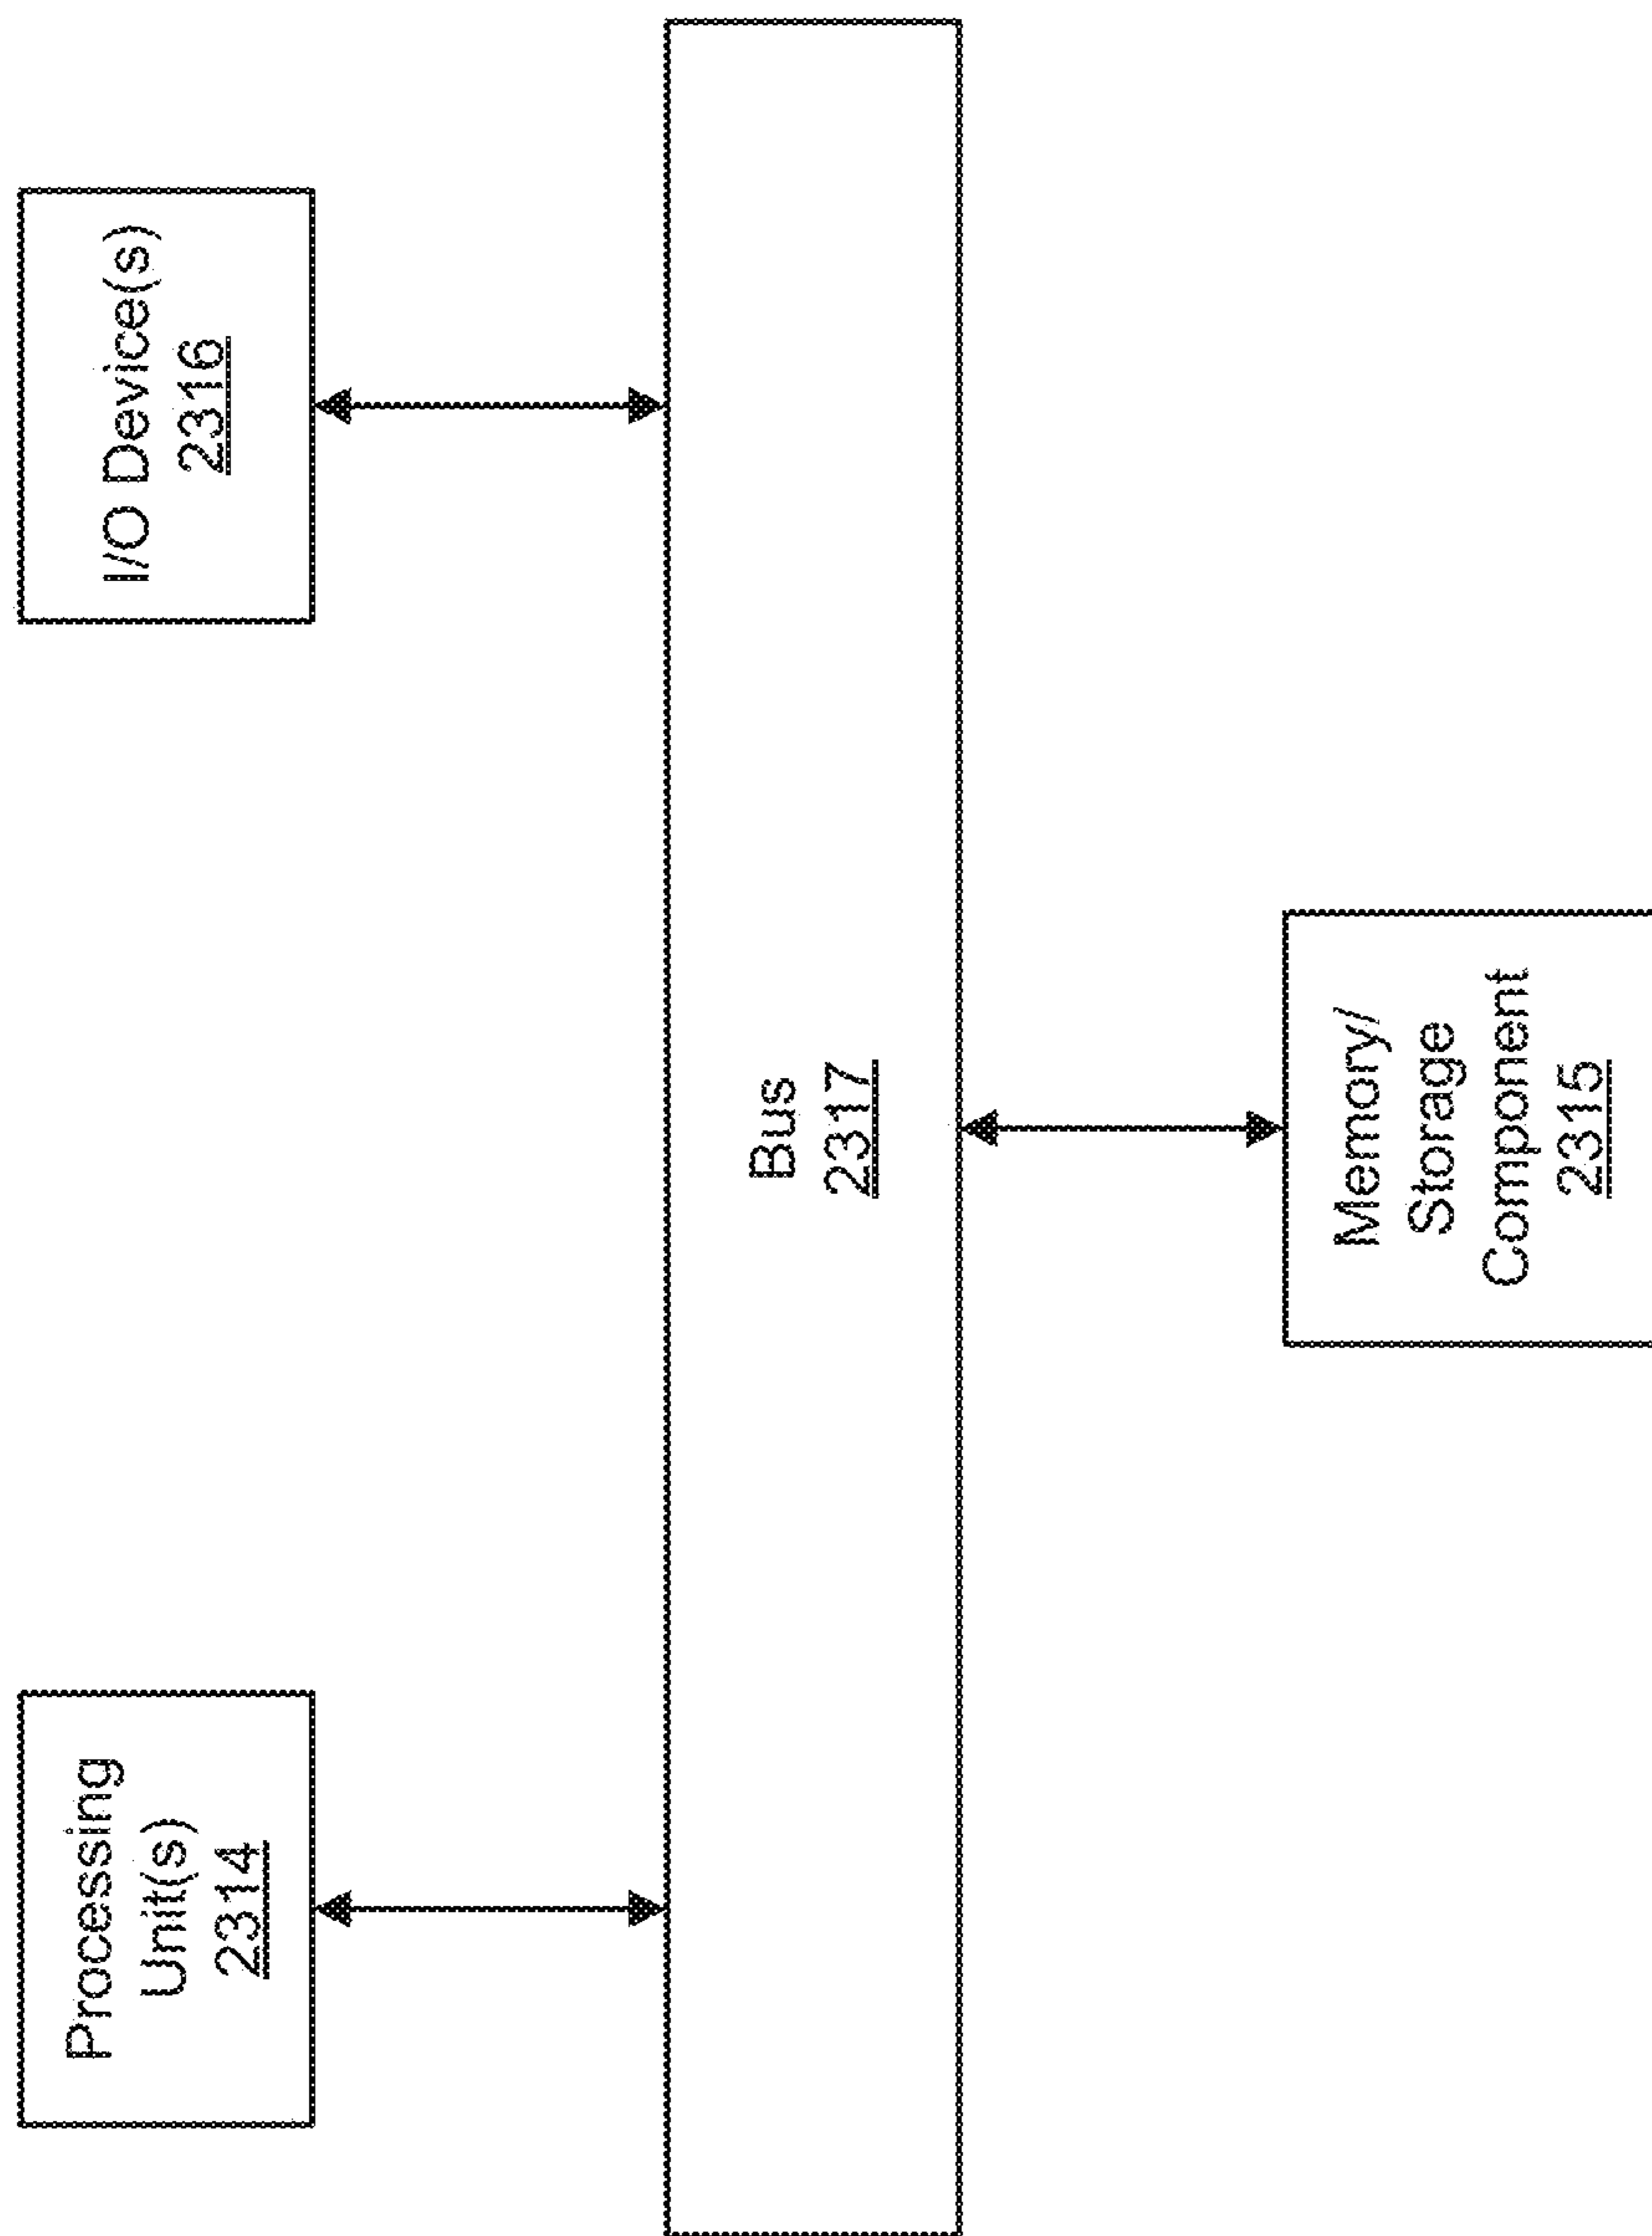 Processing
Unit(s)
2314
I/O Device(s)
2316
Bus
2317
Memory/
Storage
Component
2315